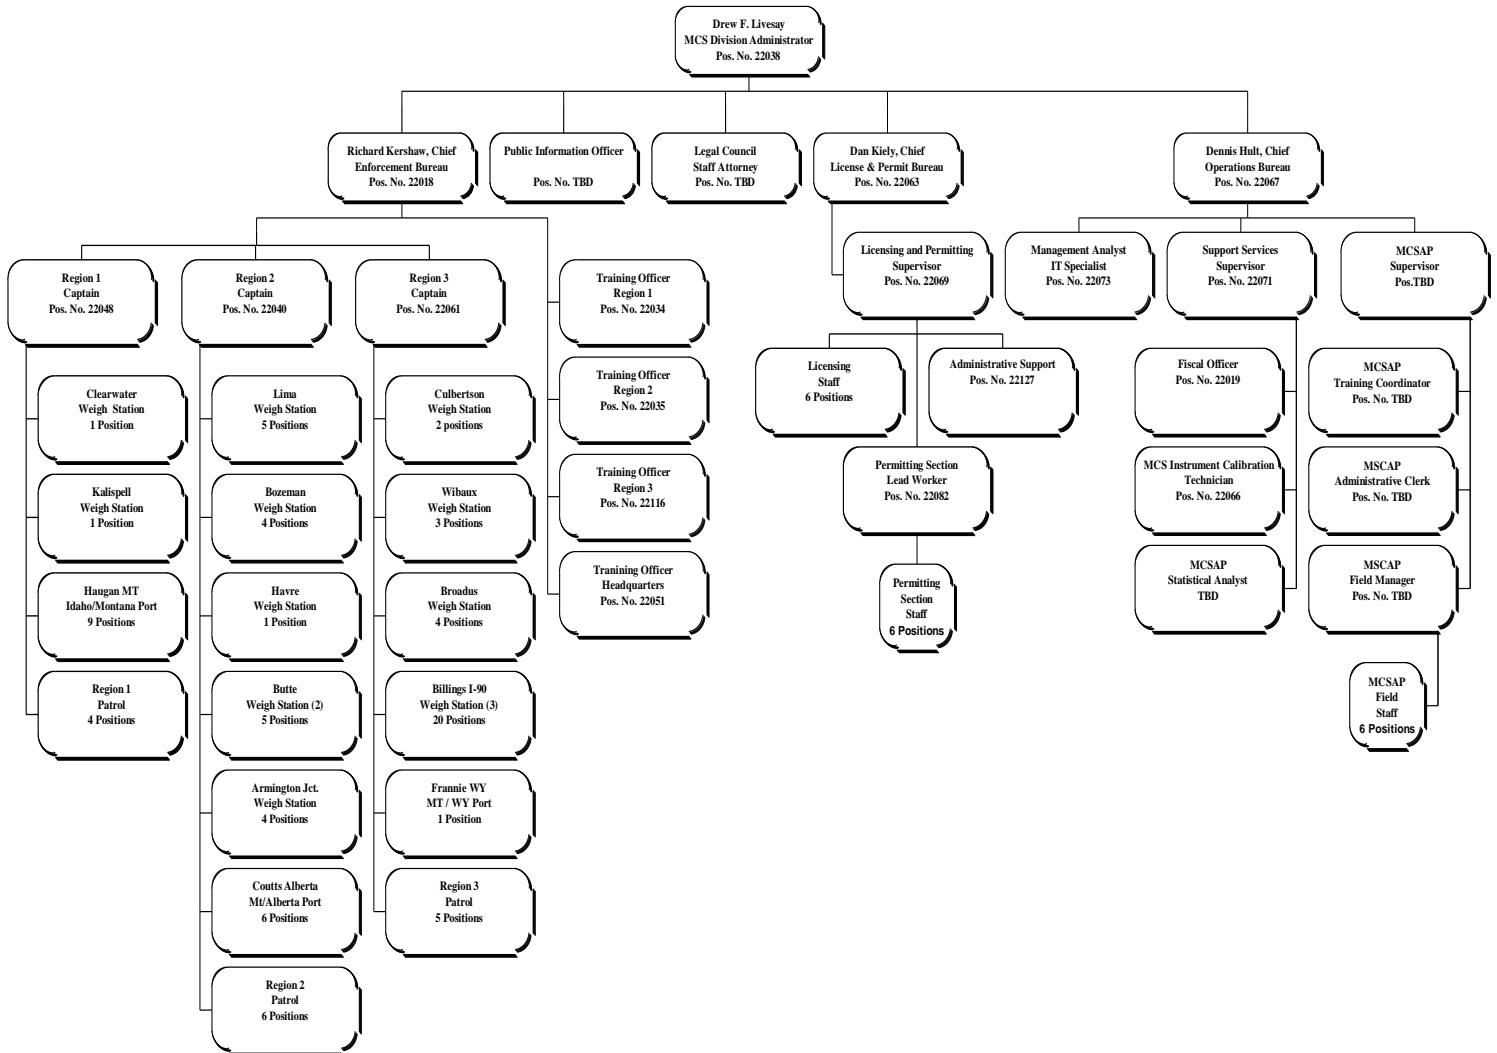 Drew F. Livesay
MCS Division Administrator
Pos. No. 22038
Richard Kershaw, Chief
Enforcement Bureau
Pos. No. 22018
Public Information Officer
Pos. No. TBD
Legal Council
Staff Attorney
Pos. No. TBD
Dan Kiely, Chief
License & Permit Bureau
Pos. No. 22063
Dennis Hult, Chief
Operations Bureau
Pos. No. 22067
Region 1
Captain
Pos. No. 22048
Clearwater
Weigh Station
1 Position
Kalispell
Weigh Station
1 Position
Haugan MT
Idaho/Montana Port
9 Positions
Region 1
Patrol
4 Positions
Region 2
Captain
Pos. No. 22040
Lima
Weigh Station
5 Positions
Bozeman
Weigh Station
4 Positions
Havre
Weigh Station
1 Position
Butte
Weigh Station (2)
5 Positions
Armington Jct.
Weigh Station
4 Positions
Coutts Alberta
Mt/Alberta Port
6 Positions
Region 2
Patrol
6 Positions
Region 3
Captain
Pos. No. 22061
Culbertson
Weigh Station
2 positions
Wibaux
Weigh Station
3 Positions
Broadus
Weigh Station
4 Positions
Billings I-90
Weigh Station (3)
20 Positions
Frannie WY
MT / WY Port
1 Position
Region 3
Patrol
5 Positions
Training Officer
Region 1
Pos. No. 22034
Training Officer
Region 2
Pos. No. 22035
Training Officer
Region 3
Pos. No. 22116
Tranining Officer
Headquarters
Pos. No. 22051
Licensing and Permitting
Supervisor
Pos. No. 22069
Licensing
Staff
6 Positions
Administrative Support
Pos. No. 22127
Permitting Section
Lead Worker
Pos. No. 22082
Permitting
Section
Staff
6 Positions
Management Analyst
IT Specialist
Pos. No. 22073
Support Services
Supervisor
Pos. No. 22071
Fiscal Officer
Pos. No. 22019
MCS Instrument Calibration
Technician
Pos. No. 22066
MCSAP
Statistical Analyst
TBD
MCSAP
Supervisor
Pos.TBD
MCSAP
Training Coordinator
Pos. No. TBD
MSCAP
Administrative Clerk
Pos. No. TBD
MSCAP
Field Manager
Pos. No. TBD
MCSAP
Field
Staff
6 Positions